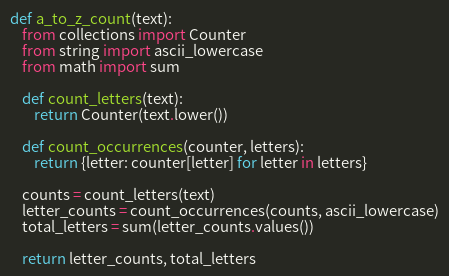 def a_to_z_count(text):
    from collections import Counter
    from string import ascii_lowercase
    from math import sum

    def count_letters(text):
        return Counter(text.lower())

    def count_occurrences(counter, letters):
        return {letter: counter[letter] for letter in letters}

    counts = count_letters(text)
    letter_counts = count_occurrences(counts, ascii_lowercase)
    total_letters = sum(letter_counts.values())

    return letter_counts, total_letters